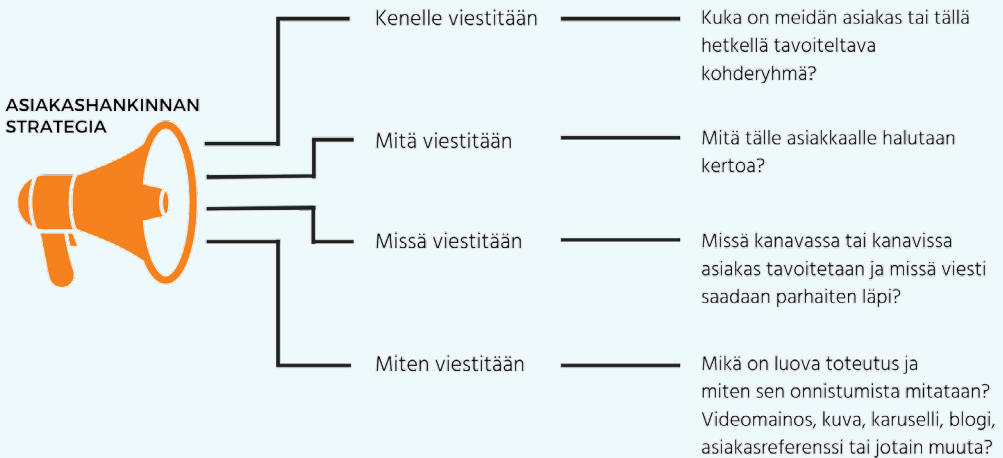 ASIAKASHANKINNAN
STRATEGIA
Kenelle viestitään
Kuka on meidän asiakas tai tällä
hetkellä tavoiteltava
kohderyhmä?
Mitä viestitään
Mitä tälle asiakkaalle halutaan
kertoa?
Missä viestitään
Missä kanavassa tai kanavissa
asiakas tavoitetaan ja missä viesti
saadaan parhaiten läpi?
Miten viestitään
Mikä on luova toteutus ja
miten sen onnistumista mitataan?
Videomainos, kuva, karuselli, blogi,
asiakasreferenssi tai jotain muuta?